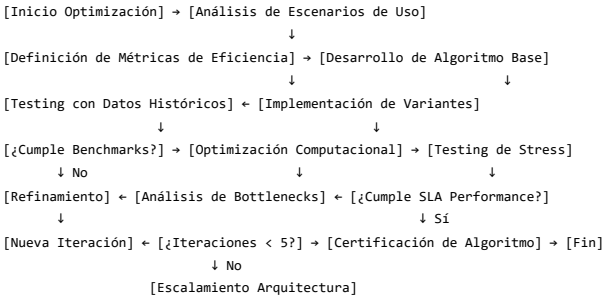 [Inicio Optimización] → [Análisis de Escenarios de Uso]
↓
[Definición de Métricas de Eficiencia] → [Desarrollo de Algoritmo Base]
↓ ↓
[Testing con Datos Históricos] ← [Implementación de Variantes]
↓ ↓
[¿Cumple Benchmarks?] → [Optimización Computacional] → [Testing de Stress]
↓ No ↓ ↓
[Refinamiento] ← [Análisis de Bottlenecks] ← [¿Cumple SLA Performance?]
↓ ↓ Sí
[Nueva Iteración] ← [¿Iteraciones < 5?] → [Certificación de Algoritmo] → [Fin]
↓ No
[Escalamiento Arquitectura]